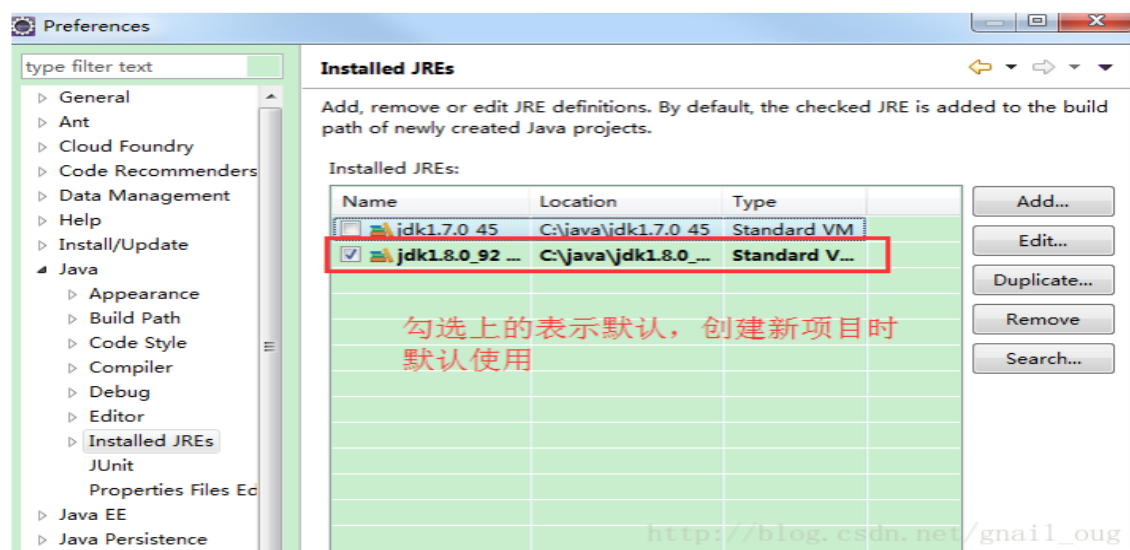 Preferences
type filter text
General
Ant
Cloud Foundry
Code Recommenders
Data Management
Help
Install/Update
Java
Appearance
Build Path
Code Style
Compiler
Debug
Editor
Installed JREs
JUnit
Properties Files Ed
Java EE
Java Persistence
Installed JREs
Add, remove or edit JRE definitions. By default, the checked JRE is added to the build
path of newly created Java projects.
Installed JREs:
Name Location Type
jdk1.7.0_45 C:\java\jdk1.7.0_45 Standard VM
jdk1.8.0_92 ... C:\java\jdk1.8.0_... Standard V...
勾选上的表示默认，创建新项目时
默认使用
Add...
Edit...
Duplicate...
Remove
Search...
http://blog.csdn.net/gnail_oug